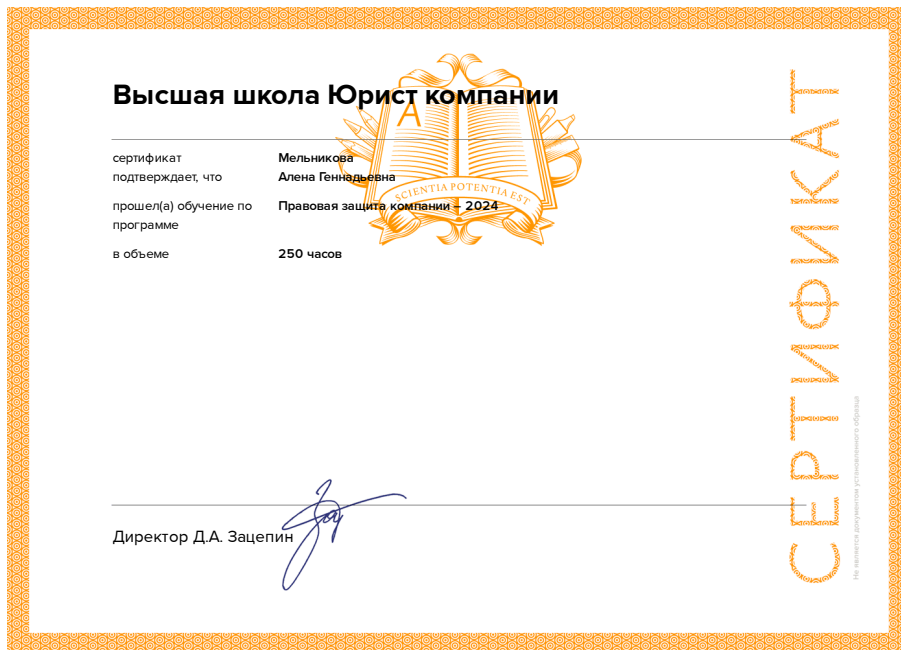 Высшая школа Юрист компании
A
SCIENTIA POTENTIA EST
сертификат
подтверждает, что
Мельникова
Алена Геннадьевна
прошел(а) обучение по
программе
Правовая защита компании – 2024
в объеме
250 часов
Директор Д.А. Зацепин
СЕРТИФИКАТ
Не является документом установленного образца